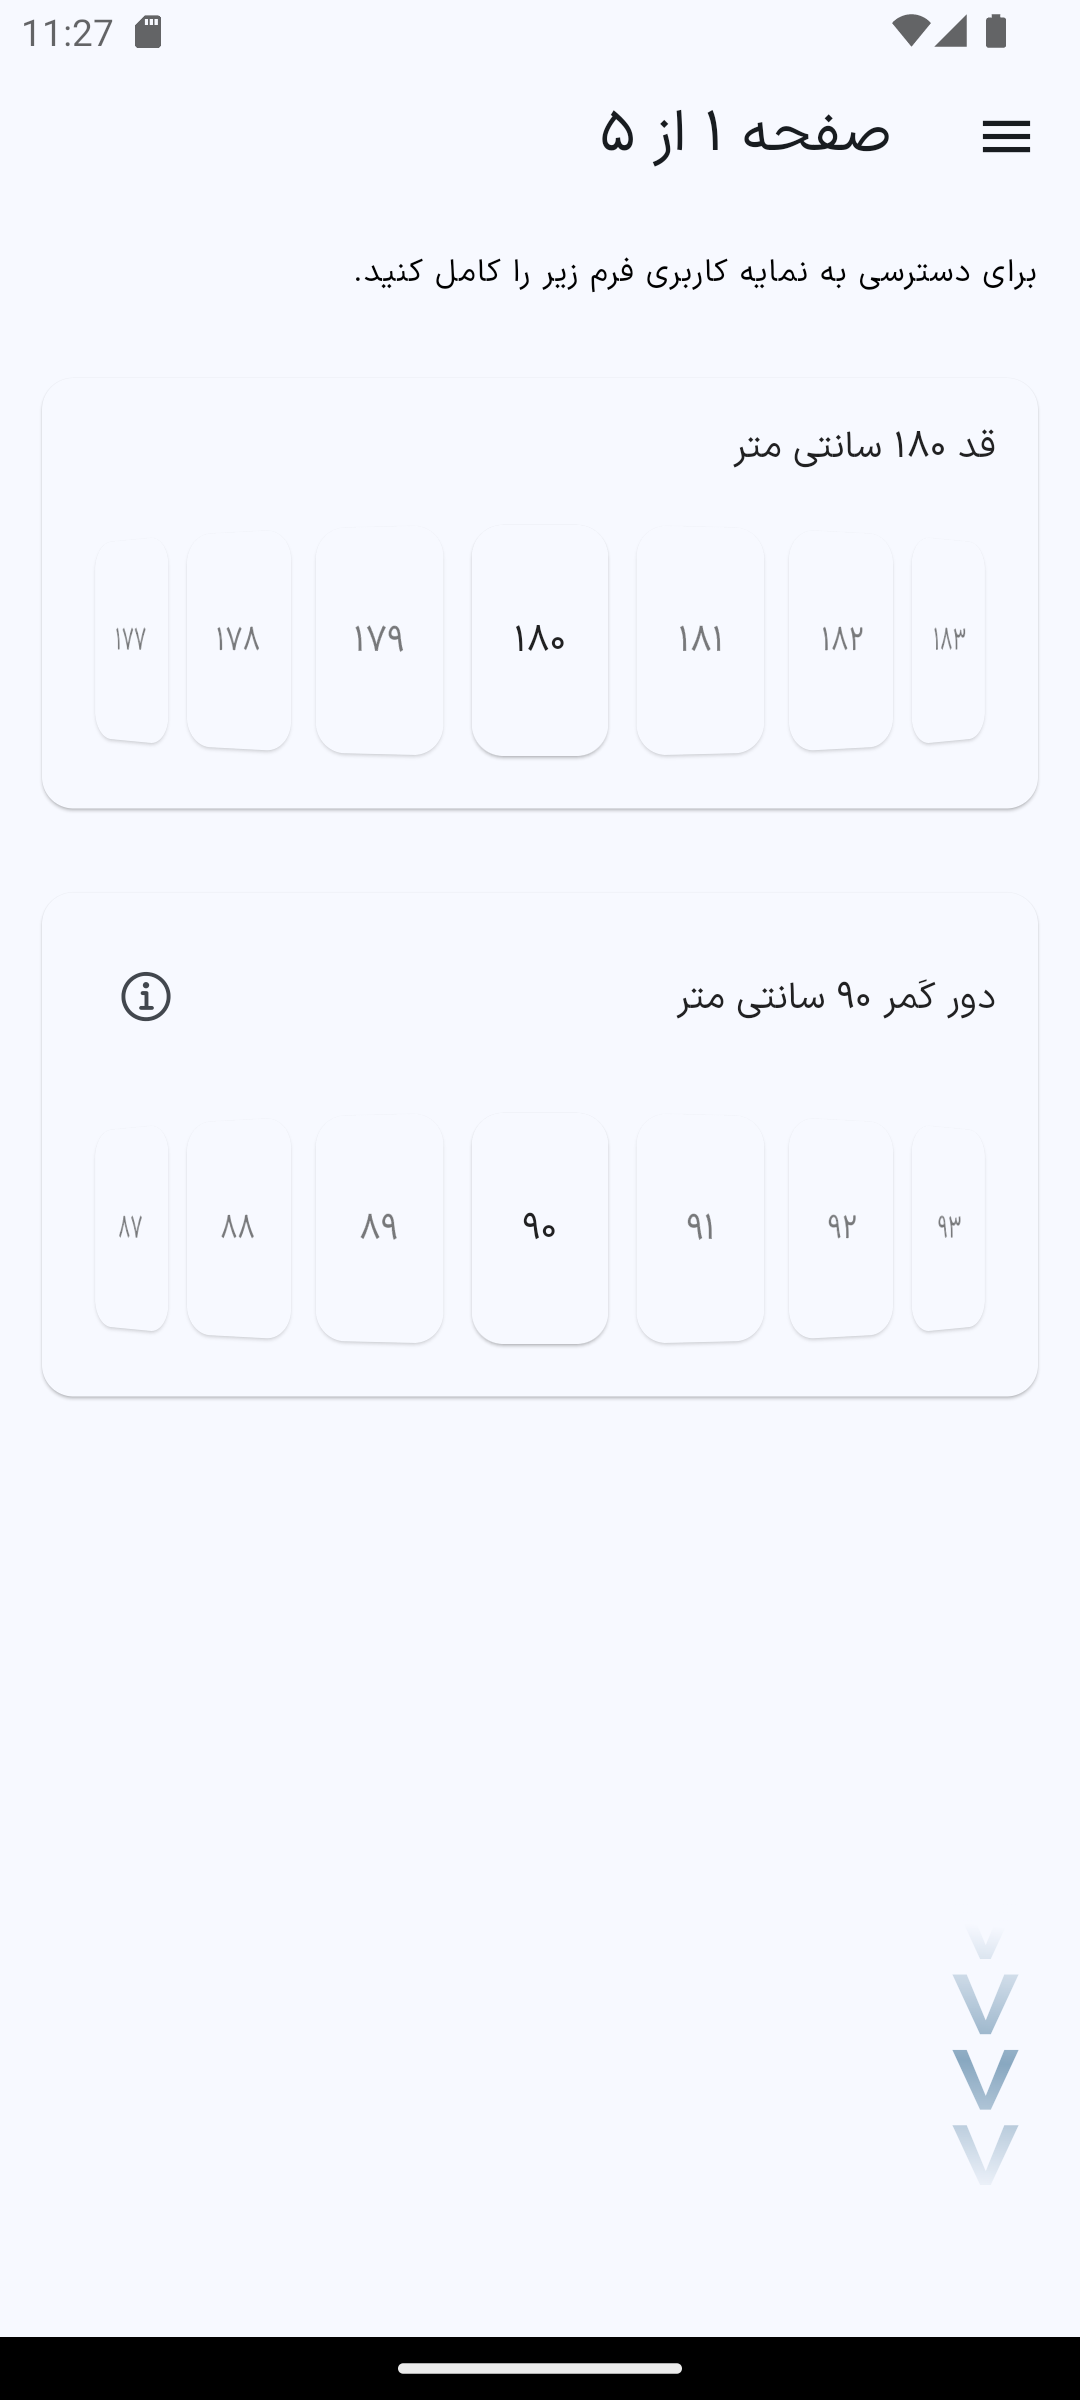 11:27
صفحه ۱ از ۵
برای دسترسی به نمایه کاربری فرم زیر را کامل کنید.
قد ۱۸۰ سانتی متر
۱۷۷ ۱۷۸ ۱۷۹ ۱۸۰ ۱۸۱ ۱۸۲ ۱۸۳
دور کَمر ۹۰ سانتی متر
۸۷ ۸۸ ۸۹ ۹۰ ۹۱ ۹۲ ۹۳